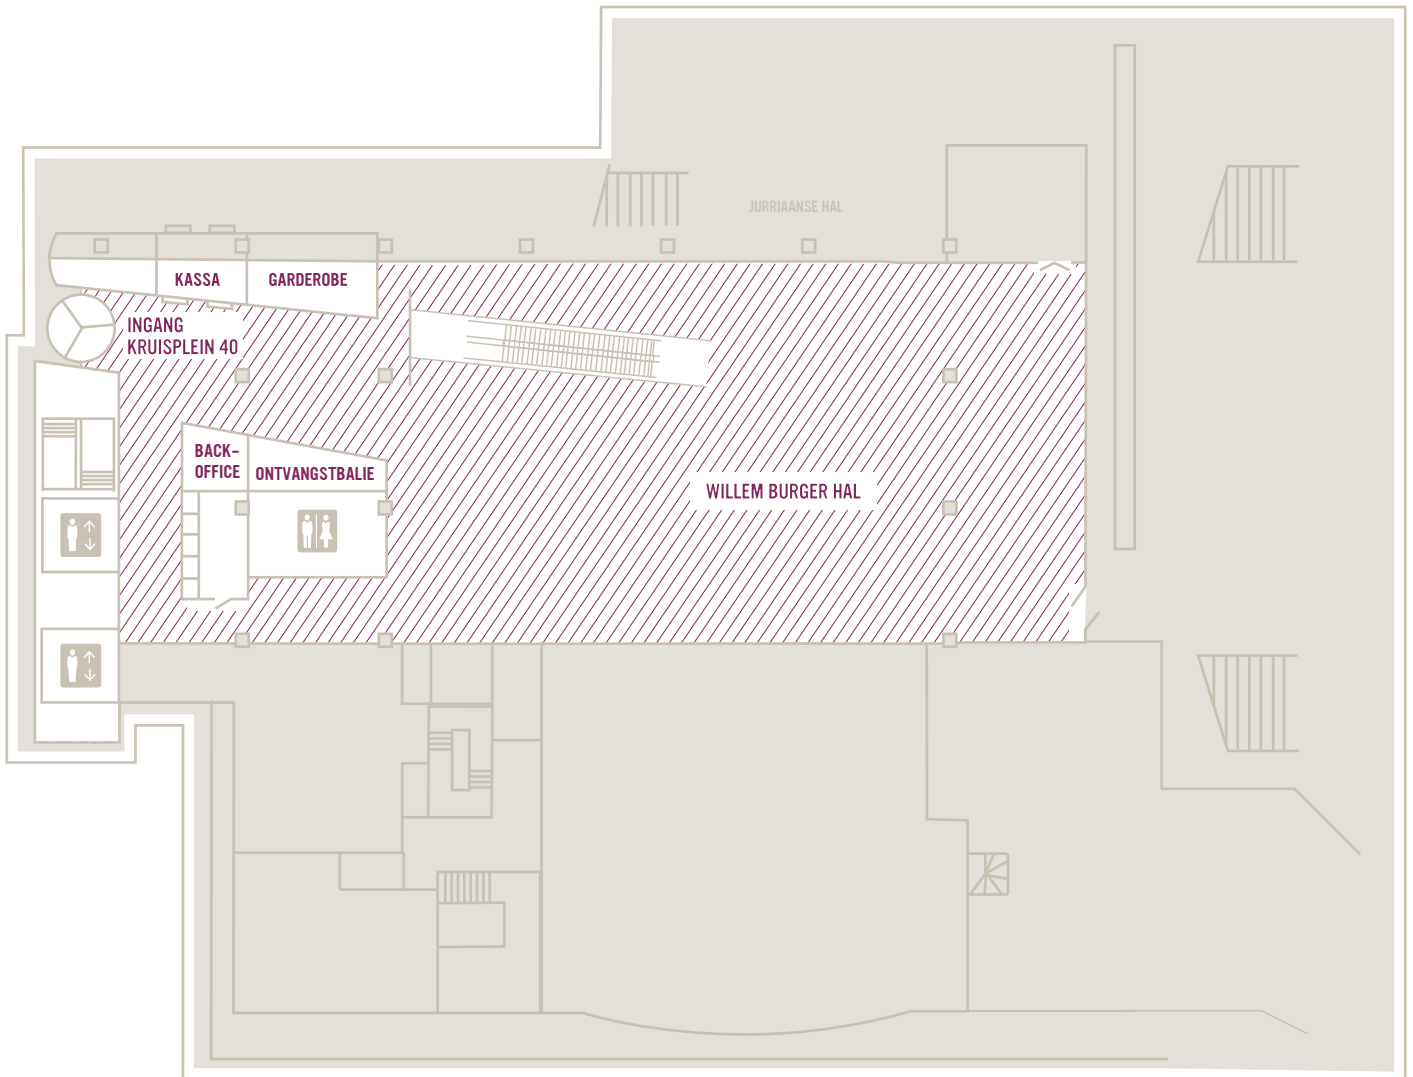 JURRIAANSE HAL
KASSA
GARDEROBE
INGANG
KRUISPLEIN 40
BACK-
OFFICE
ONTVANGSTBALIE
WILLEM BURGER HAL